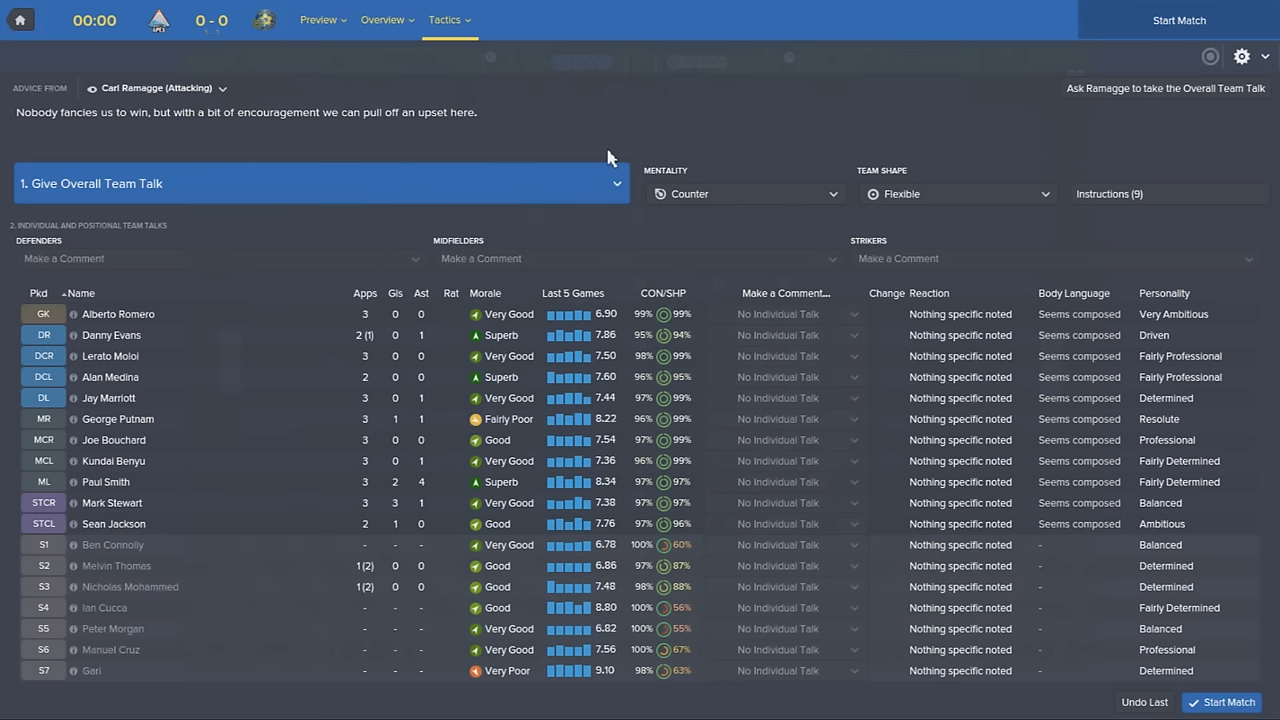 00:00 APEX 0 - 0 Preview Overview Tactics Start Match
1 - 1
ADVICE FROM Carl Ramagge (Attacking) Ask Ramagge to take the Overall Team Talk
Nobody fancies us to win, but with a bit of encouragement we can pull off an upset here.
MENTALITY TEAM SHAPE
1. Give Overall Team Talk Counter Flexible Instructions (9)
2. INDIVIDUAL AND POSITIONAL TEAM TALKS
DEFENDERS MIDFIELDERS STRIKERS
Make a Comment Make a Comment Make a Comment
Pkd Name Apps Gls Ast Rat Morale Last 5 Games CON/SHP Make a Comment... Change Reaction Body Language Personality
GK Alberto Romero 3 0 0 Very Good 6.90 99% 99% No Individual Talk Nothing specific noted Seems composed Very Ambitious
DR Danny Evans 2 (1) 0 1 Superb 7.86 95% 94% No Individual Talk Nothing specific noted Seems composed Driven
DCR Lerato Moloi 3 0 0 Very Good 7.50 98% 99% No Individual Talk Nothing specific noted Seems composed Fairly Professional
DCL Alan Medina 2 0 0 Superb 7.60 96% 95% No Individual Talk Nothing specific noted Seems composed Fairly Professional
DL Jay Marriott 3 0 1 Very Good 7.44 97% 99% No Individual Talk Nothing specific noted Seems composed Determined
MR George Putnam 3 1 1 Fairly Poor 8.22 96% 99% No Individual Talk Nothing specific noted Seems composed Resolute
MCR Joe Bouchard 3 0 0 Good 7.54 97% 99% No Individual Talk Nothing specific noted Seems composed Professional
MCL Kundai Benyu 3 0 1 Very Good 7.36 96% 99% No Individual Talk Nothing specific noted Seems composed Fairly Determined
ML Paul Smith 3 2 4 Superb 8.34 97% 97% No Individual Talk Nothing specific noted Seems composed Fairly Determined
STCR Mark Stewart 3 3 1 Very Good 7.38 97% 97% No Individual Talk Nothing specific noted Seems composed Balanced
STCL Sean Jackson 2 1 0 Good 7.76 97% 96% No Individual Talk Nothing specific noted Seems composed Ambitious
S1 Ben Connolly - - - Very Good 6.78 100% 60% No Individual Talk Nothing specific noted - Balanced
S2 Melvin Thomas 1 (2) 0 0 Good 6.86 97% 87% No Individual Talk Nothing specific noted - Determined
S3 Nicholas Mohammed 1 (2) 0 0 Good 7.48 98% 88% No Individual Talk Nothing specific noted - Determined
S4 Ian Cucca - - - Good 8.80 100% 56% No Individual Talk Nothing specific noted - Fairly Determined
S5 Peter Morgan - - - Very Good 6.82 100% 55% No Individual Talk Nothing specific noted - Balanced
S6 Manuel Cruz - - - Very Good 7.56 100% 67% No Individual Talk Nothing specific noted - Professional
S7 Gari - - - Very Poor 9.10 98% 63% No Individual Talk Nothing specific noted - Determined
Undo Last Start Match